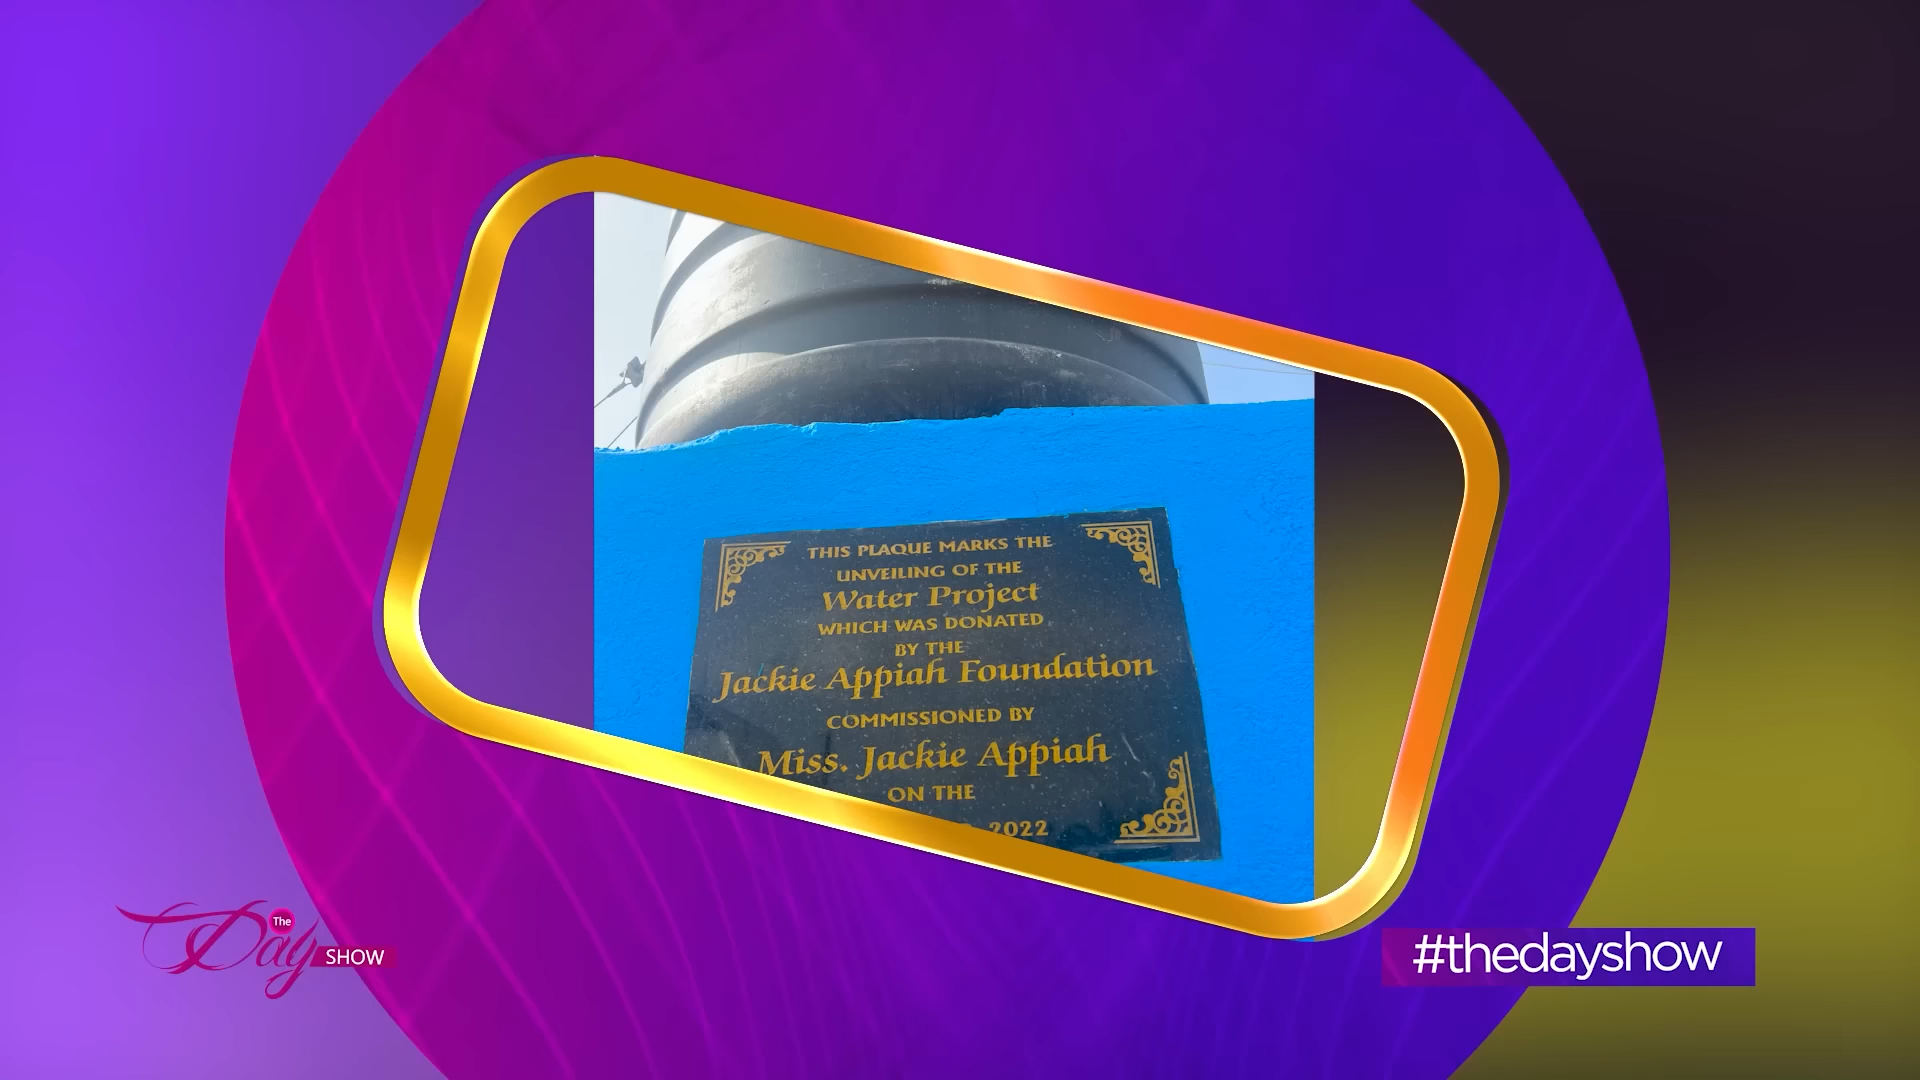 THIS PLAQUE MARKS THE
UNVEILING OF THE
Water Project
WHICH WAS DONATED
BY THE
Jackie Appiah Foundation
COMMISSIONED BY
Miss. Jackie Appiah
ON THE
2022
The
Day SHOW
#thedayshow